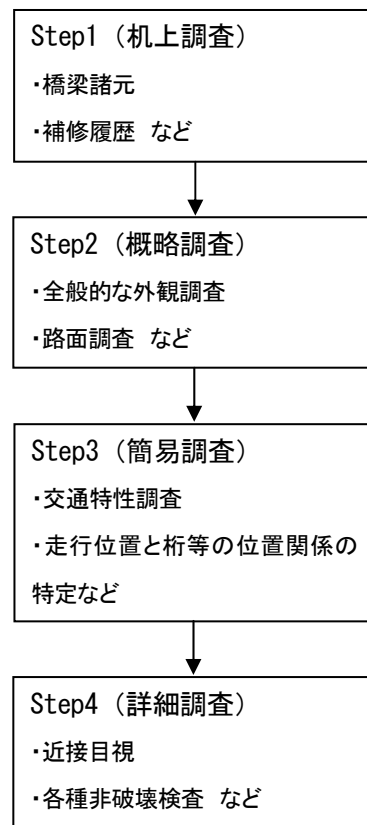 Step1（机上調査）
・橋梁諸元
・補修履歴 など
Step2（概略調査）
・全般的な外観調査
・路面調査 など
Step3（簡易調査）
・交通特性調査
・走行位置と桁等の位置関係の
特定など
Step4（詳細調査）
・近接目視
・各種非破壊検査 など